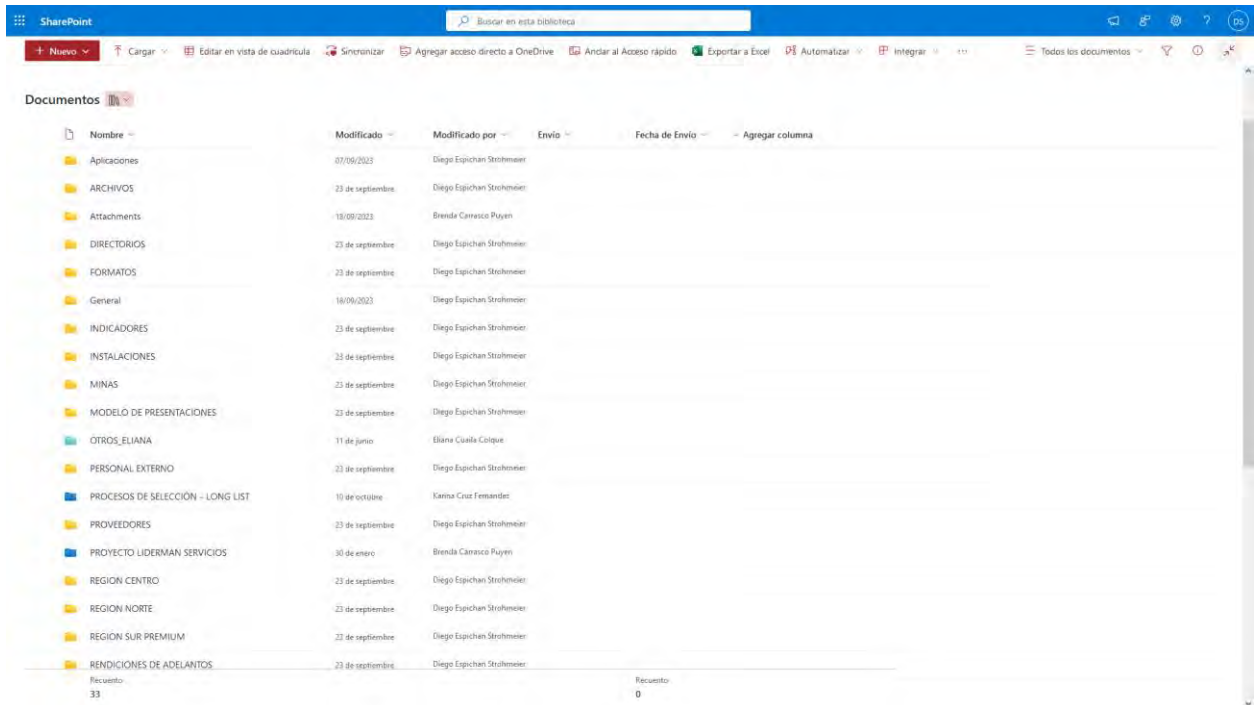 SharePoint
Buscar en esta biblioteca
DS
+ Nuevo Cargar Editar en vista de cuadrícula Sincronizar Agregar acceso directo a OneDrive Anclar al Acceso rápido Exportar a Excel Automatizar Integrar ... Todos los documentos
Documentos
Nombre Modificado Modificado por Envío Fecha de Envío + Agregar columna
Aplicaciones 07/09/2023 Diego Espichan Strohmeier
ARCHIVOS 23 de septiembre Diego Espichan Strohmeier
Attachments 18/09/2023 Brenda Carrasco Puyen
DIRECTORIOS 23 de septiembre Diego Espichan Strohmeier
FORMATOS 23 de septiembre Diego Espichan Strohmeier
General 18/09/2023 Diego Espichan Strohmeier
INDICADORES 23 de septiembre Diego Espichan Strohmeier
INSTALACIONES 23 de septiembre Diego Espichan Strohmeier
MINAS 23 de septiembre Diego Espichan Strohmeier
MODELO DE PRESENTACIONES 23 de septiembre Diego Espichan Strohmeier
OTROS_ELIANA 11 de junio Eliana Cuaila Colque
PERSONAL EXTERNO 23 de septiembre Diego Espichan Strohmeier
PROCESOS DE SELECCIÓN - LONG LIST 10 de octubre Karina Cruz Fernandez
PROVEEDORES 23 de septiembre Diego Espichan Strohmeier
PROYECTO LIDERMAN SERVICIOS 30 de enero Brenda Carrasco Puyen
REGION CENTRO 23 de septiembre Diego Espichan Strohmeier
REGION NORTE 23 de septiembre Diego Espichan Strohmeier
REGION SUR PREMIUM 23 de septiembre Diego Espichan Strohmeier
RENDICIONES DE ADELANTOS 23 de septiembre Diego Espichan Strohmeier
Recuento Recuento
33 0